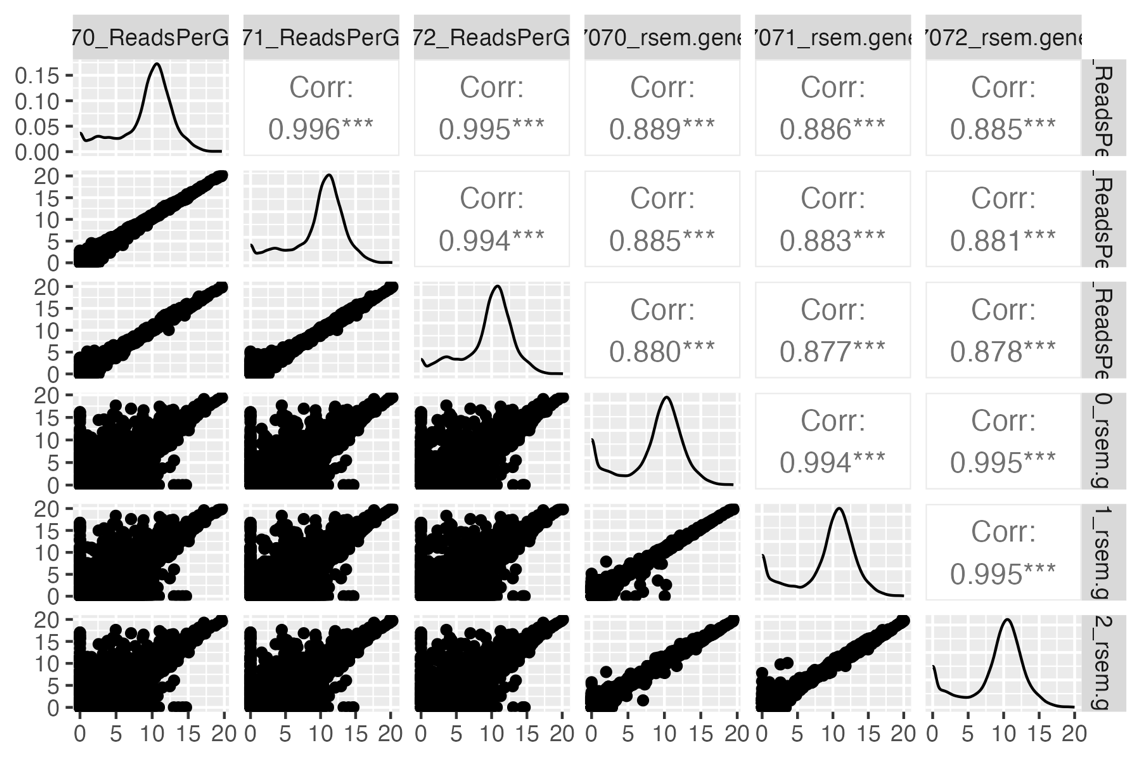 70_ReadsPerG 71_ReadsPerG 72_ReadsPerG 7070_rsem.gene 7071_rsem.gene 7072_rsem.gene
0.15
0.10
0.05
0.00
Corr:
0.996***
Corr:
0.995***
Corr:
0.889***
Corr:
0.886***
Corr:
0.885***
_ReadsPe
20
15
10
5
0
Corr:
0.994***
Corr:
0.885***
Corr:
0.883***
Corr:
0.881***
_ReadsPe
20
15
10
5
0
Corr:
0.880***
Corr:
0.877***
Corr:
0.878***
_ReadsPe
20
15
10
5
0
Corr:
0.994***
Corr:
0.995***
0_rsem.g
20
15
10
5
0
Corr:
0.995***
1_rsem.g
20
15
10
5
0
2_rsem.g
0 5 10 15 20 0 5 10 15 20 0 5 10 15 20 0 5 10 15 20 0 5 10 15 20 0 5 10 15 20